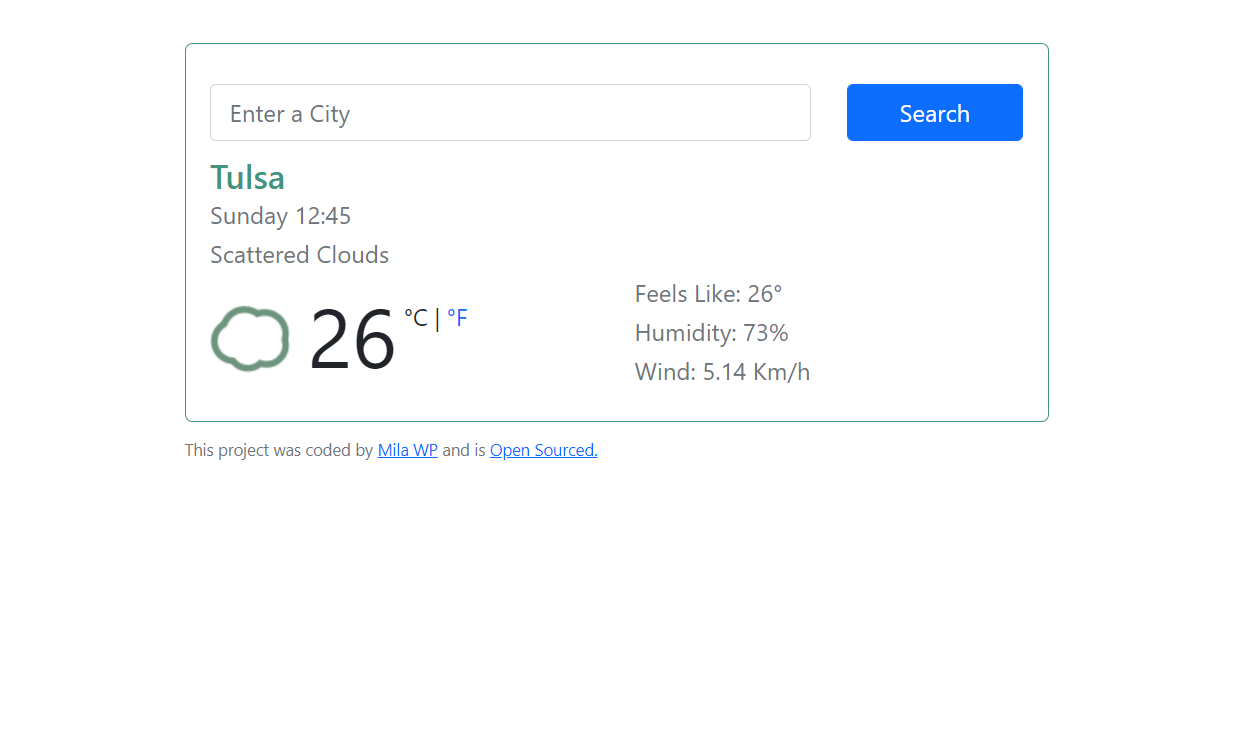 Enter a City
Search
Tulsa
Sunday 12:45
Scattered Clouds
26 °C | °F
Feels Like: 26°
Humidity: 73%
Wind: 5.14 Km/h
This project was coded by Mila WP and is Open Sourced.